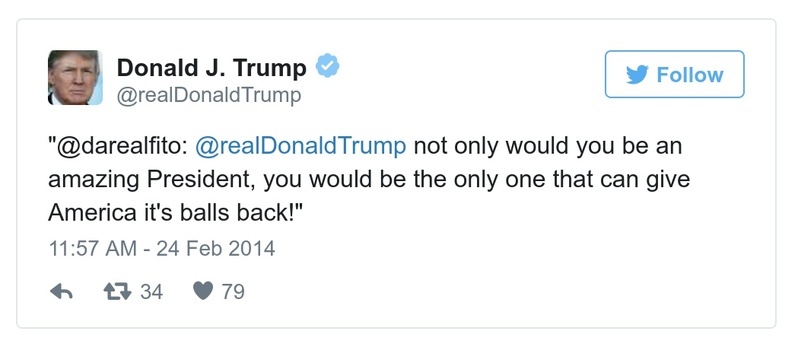 Donald J. Trump
@realDonaldTrump
Follow
"@darealfito: @realDonaldTrump not only would you be an
amazing President, you would be the only one that can give
America it's balls back!"
11:57 AM - 24 Feb 2014
34 79